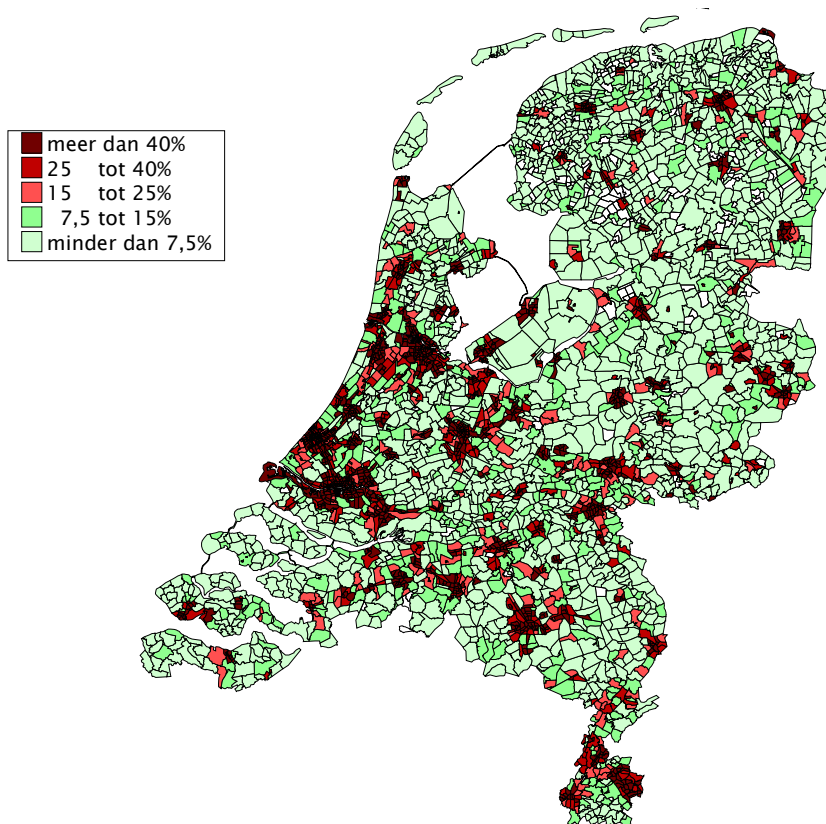 meer dan 40%
25 tot 40%
15 tot 25%
7,5 tot 15%
minder dan 7,5%